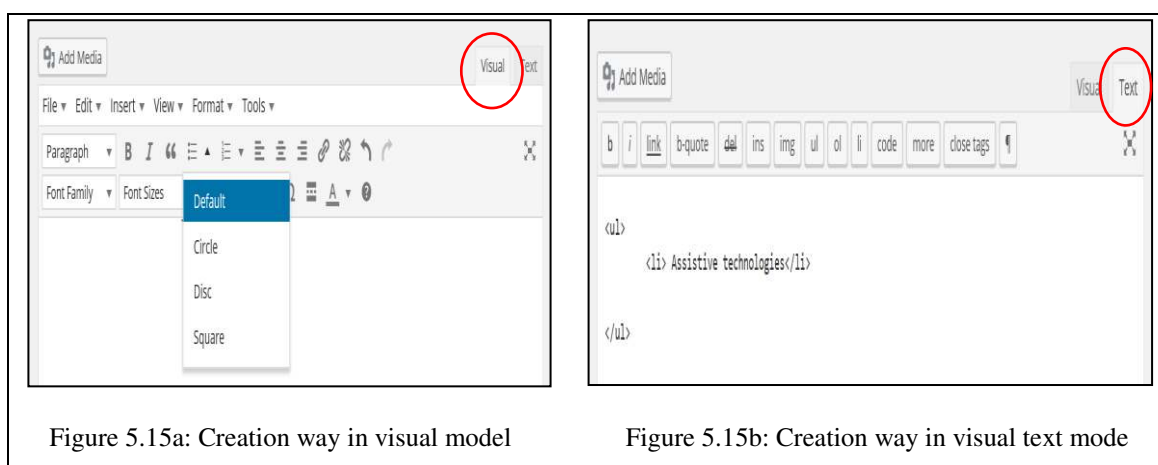 Add Media
Visual Text
File Edit Insert View Format Tools
Paragraph B I
Font Family Font Sizes A
Default
Circle
Disc
Square
Figure 5.15a: Creation way in visual model
Add Media
Visual Text
b i link b-quote del ins img ul ol li code more close tags ¶
<ul>
<li> Assistive technologies</li>
</ul>
Figure 5.15b: Creation way in visual text mode